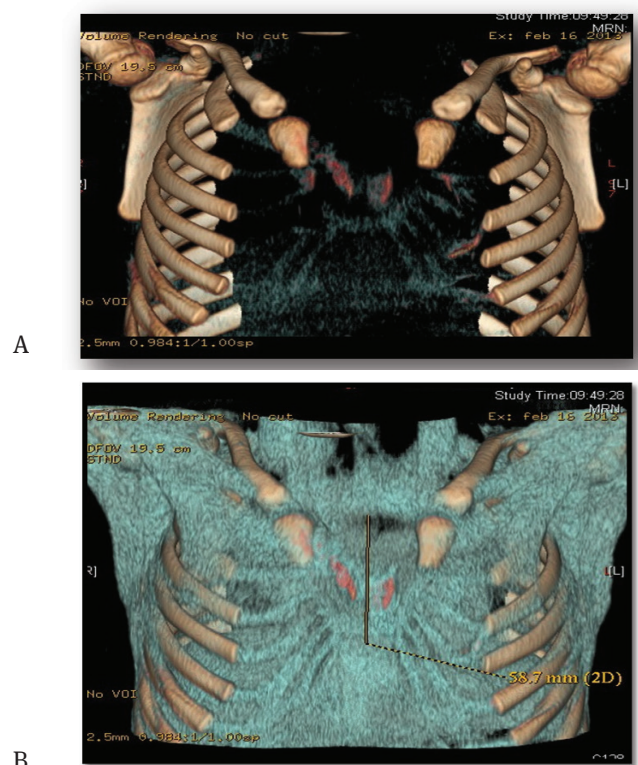 Study Time:09:49:28
MRN:
Volume Rendering No cut
Ex: feb 16 2013
DFOV 19.5 cm
STND
R]
L
[L]
No VOI
2.5mm 0.984:1/1.00sp
A
Study Time:09:49:28
MRN:
Volume Rendering No cut
Ex: feb 16 2013
DFOV 19.5 cm
STND
R]
[L]
58.7 mm (2D)
No VOI
2.5mm 0.984:1/1.00sp
C128
B